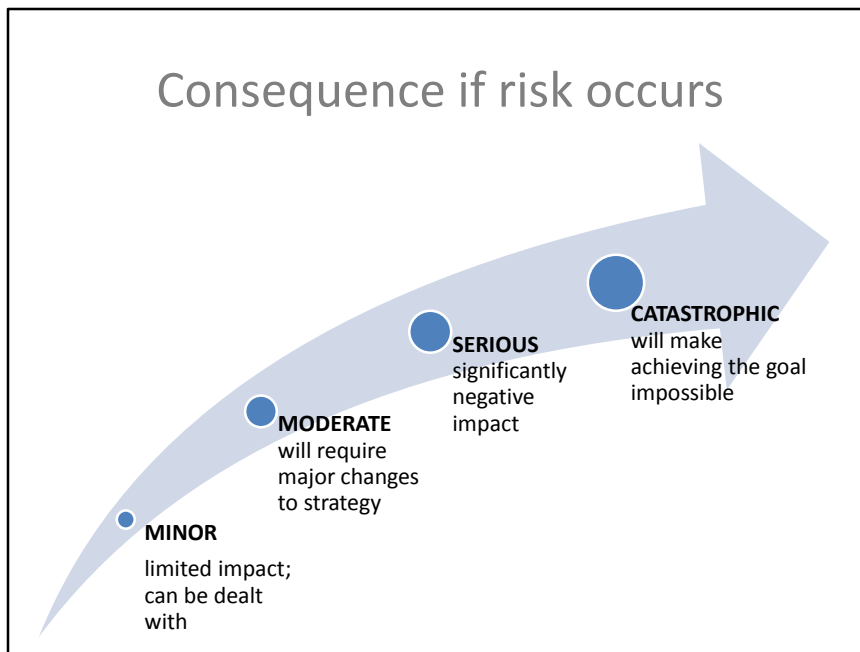 Consequence if risk occurs
MINOR
limited impact;
can be dealt
with
MODERATE
will require
major changes
to strategy
SERIOUS
significantly
negative
impact
CATASTROPHIC
will make
achieving the goal
impossible